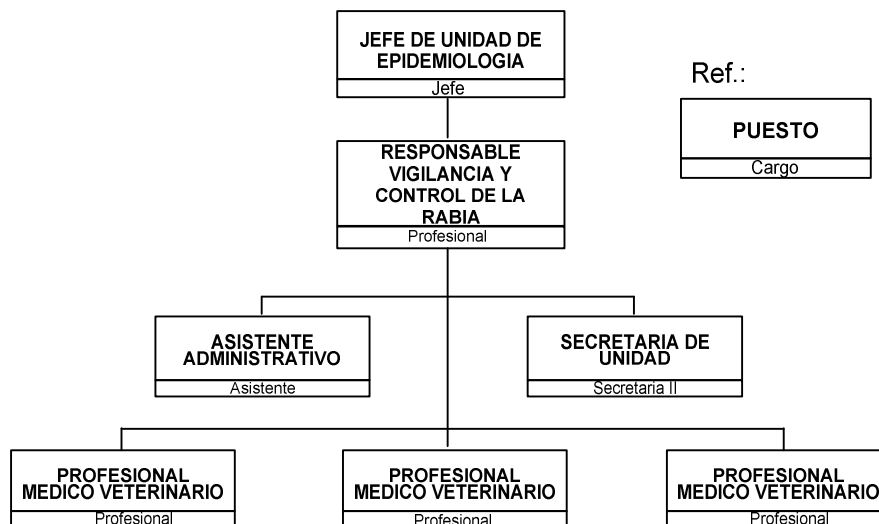 JEFE DE UNIDAD DE
EPIDEMIOLOGIA
Jefe
Ref.:
PUESTO
Cargo
RESPONSABLE
VIGILANCIA Y
CONTROL DE LA
RABIA
Profesional
ASISTENTE
ADMINISTRATIVO
Asistente
SECRETARIA DE
UNIDAD
Secretaria II
PROFESIONAL
MEDICO VETERINARIO
Profesional
PROFESIONAL
MEDICO VETERINARIO
Profesional
PROFESIONAL
MEDICO VETERINARIO
Profesional